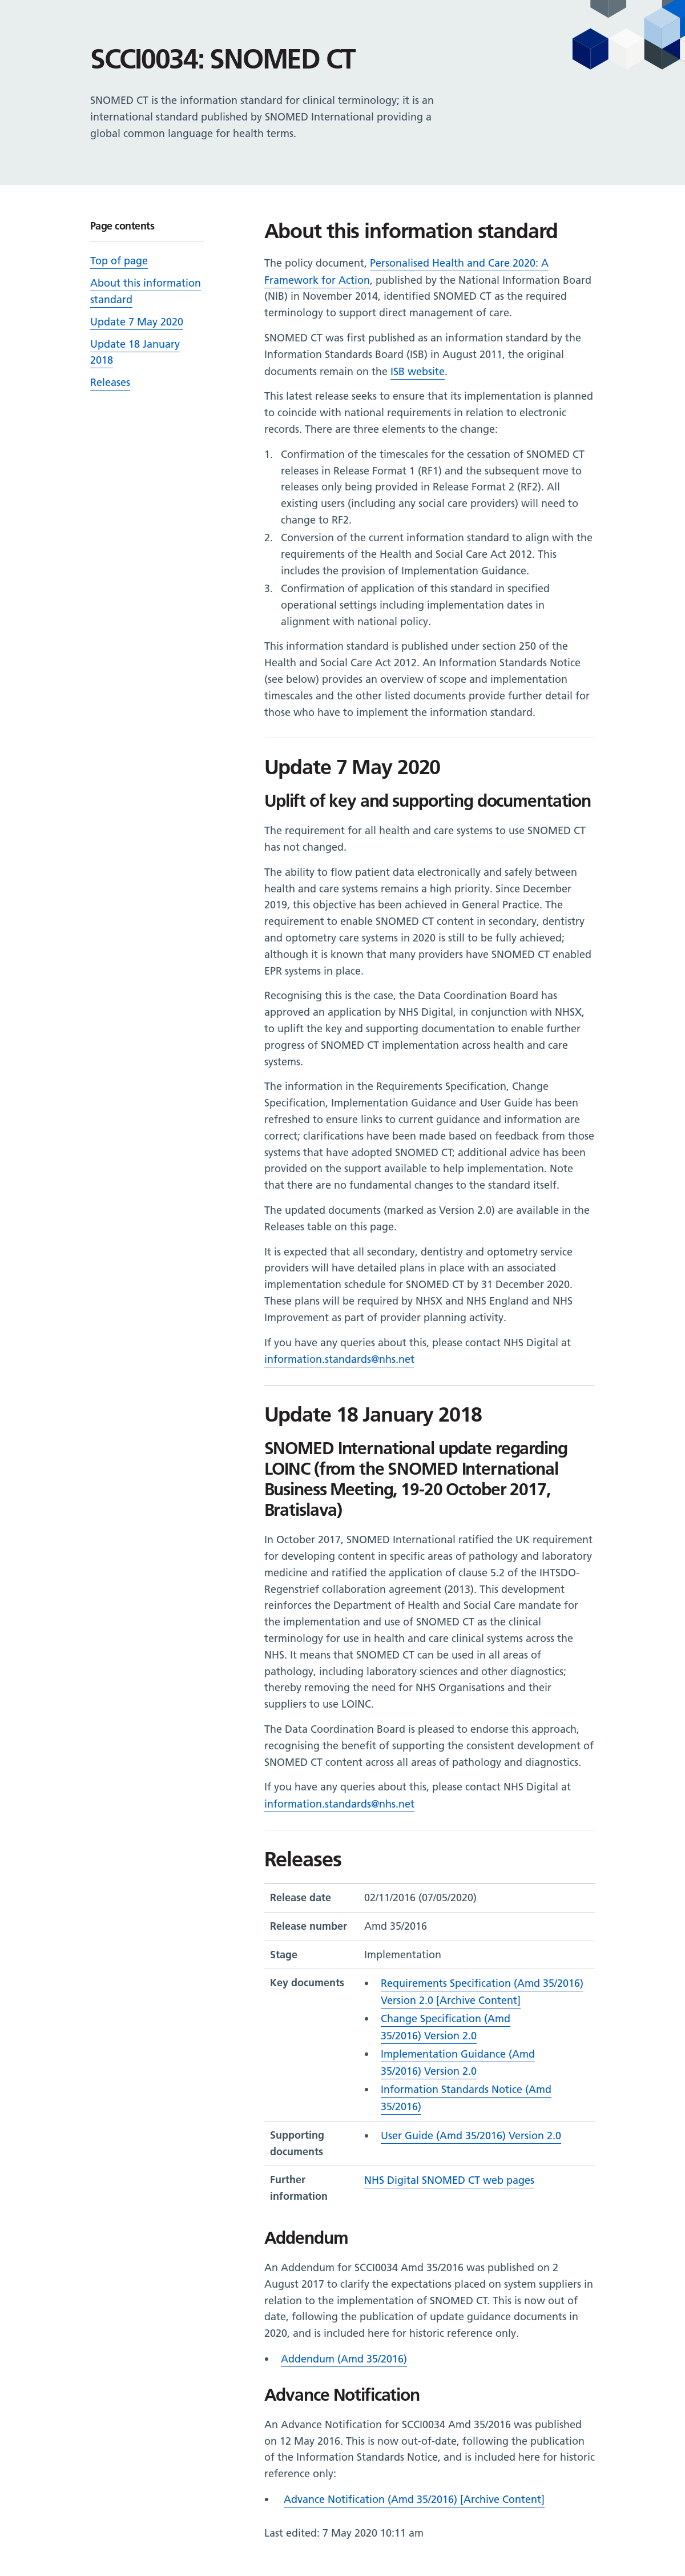 SCCI0034: SNOMED CT
SNOMED CT is the information standard for clinical terminology; it is an
international standard published by SNOMED International providing a
global common language for health terms.
Page contents
Top of page
About this information
standard
Update 7 May 2020
Update 18 January
2018
Releases
About this information standard
The policy document, Personalised Health and Care 2020: A
Framework for Action, published by the National Information Board
(NIB) in November 2014, identified SNOMED CT as the required
terminology to support direct management of care.
SNOMED CT was first published as an information standard by the
Information Standards Board (ISB) in August 2011, the original
documents remain on the ISB website.
This latest release seeks to ensure that its implementation is planned
to coincide with national requirements in relation to electronic
records. There are three elements to the change:
1. Confirmation of the timescales for the cessation of SNOMED CT
releases in Release Format 1 (RF1) and the subsequent move to
releases only being provided in Release Format 2 (RF2). All
existing users (including any social care providers) will need to
change to RF2.
2. Conversion of the current information standard to align with the
requirements of the Health and Social Care Act 2012. This
includes the provision of Implementation Guidance.
3. Confirmation of application of this standard in specified
operational settings including implementation dates in
alignment with national policy.
This information standard is published under section 250 of the
Health and Social Care Act 2012. An Information Standards Notice
(see below) provides an overview of scope and implementation
timescales and the other listed documents provide further detail for
those who have to implement the information standard.
Update 7 May 2020
Uplift of key and supporting documentation
The requirement for all health and care systems to use SNOMED CT
has not changed.
The ability to flow patient data electronically and safely between
health and care systems remains a high priority. Since December
2019, this objective has been achieved in General Practice. The
requirement to enable SNOMED CT content in secondary, dentistry
and optometry care systems in 2020 is still to be fully achieved;
although it is known that many providers have SNOMED CT enabled
EPR systems in place.
Recognising this is the case, the Data Coordination Board has
approved an application by NHS Digital, in conjunction with NHSX,
to uplift the key and supporting documentation to enable further
progress of SNOMED CT implementation across health and care
systems.
The information in the Requirements Specification, Change
Specification, Implementation Guidance and User Guide has been
refreshed to ensure links to current guidance and information are
correct; clarifications have been made based on feedback from those
systems that have adopted SNOMED CT; additional advice has been
provided on the support available to help implementation. Note
that there are no fundamental changes to the standard itself.
The updated documents (marked as Version 2.0) are available in the
Releases table on this page.
It is expected that all secondary, dentistry and optometry service
providers will have detailed plans in place with an associated
implementation schedule for SNOMED CT by 31 December 2020.
These plans will be required by NHSX and NHS England and NHS
Improvement as part of provider planning activity.
If you have any queries about this, please contact NHS Digital at
information.standards@nhs.net
Update 18 January 2018
SNOMED International update regarding
LOINC (from the SNOMED International
Business Meeting, 19-20 October 2017,
Bratislava)
In October 2017, SNOMED International ratified the UK requirement
for developing content in specific areas of pathology and laboratory
medicine and ratified the application of clause 5.2 of the IHTSDO-
Regenstrief collaboration agreement (2013). This development
reinforces the Department of Health and Social Care mandate for
the implementation and use of SNOMED CT as the clinical
terminology for use in health and care clinical systems across the
NHS. It means that SNOMED CT can be used in all areas of
pathology, including laboratory sciences and other diagnostics;
thereby removing the need for NHS Organisations and their
suppliers to use LOINC.
The Data Coordination Board is pleased to endorse this approach,
recognising the benefit of supporting the consistent development of
SNOMED CT content across all areas of pathology and diagnostics.
If you have any queries about this, please contact NHS Digital at
information.standards@nhs.net
Releases
Release date 02/11/2016 (07/05/2020)
Release number Amd 35/2016
Stage Implementation
Key documents • Requirements Specification (Amd 35/2016)
Version 2.0 [Archive Content]
• Change Specification (Amd
35/2016) Version 2.0
• Implementation Guidance (Amd
35/2016) Version 2.0
• Information Standards Notice (Amd
35/2016)
Supporting
documents
• User Guide (Amd 35/2016) Version 2.0
Further
information
NHS Digital SNOMED CT web pages
Addendum
An Addendum for SCCI0034 Amd 35/2016 was published on 2
August 2017 to clarify the expectations placed on system suppliers in
relation to the implementation of SNOMED CT. This is now out of
date, following the publication of update guidance documents in
2020, and is included here for historic reference only.
• Addendum (Amd 35/2016)
Advance Notification
An Advance Notification for SCCI0034 Amd 35/2016 was published
on 12 May 2016. This is now out-of-date, following the publication
of the Information Standards Notice, and is included here for historic
reference only:
• Advance Notification (Amd 35/2016) [Archive Content]
Last edited: 7 May 2020 10:11 am